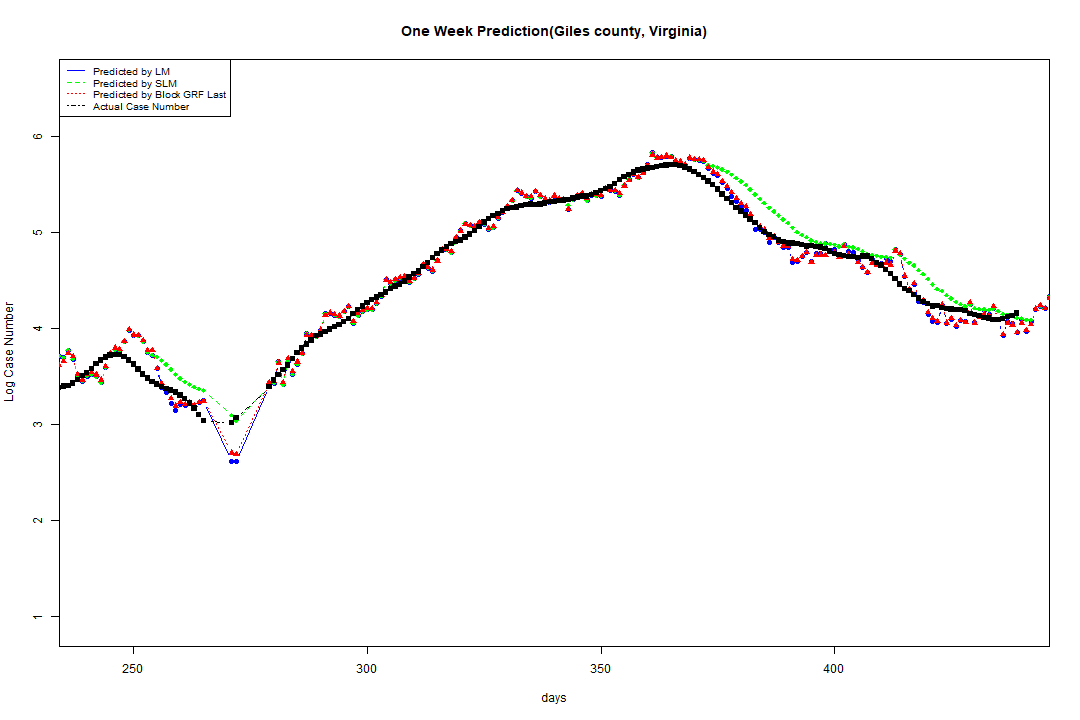 One Week Prediction(Giles county, Virginia)
Predicted by LM
Predicted by SLM
Predicted by Block GRF Last
Actual Case Number
6
5
4
3
2
1
Log Case Number
250 300 350 400
days